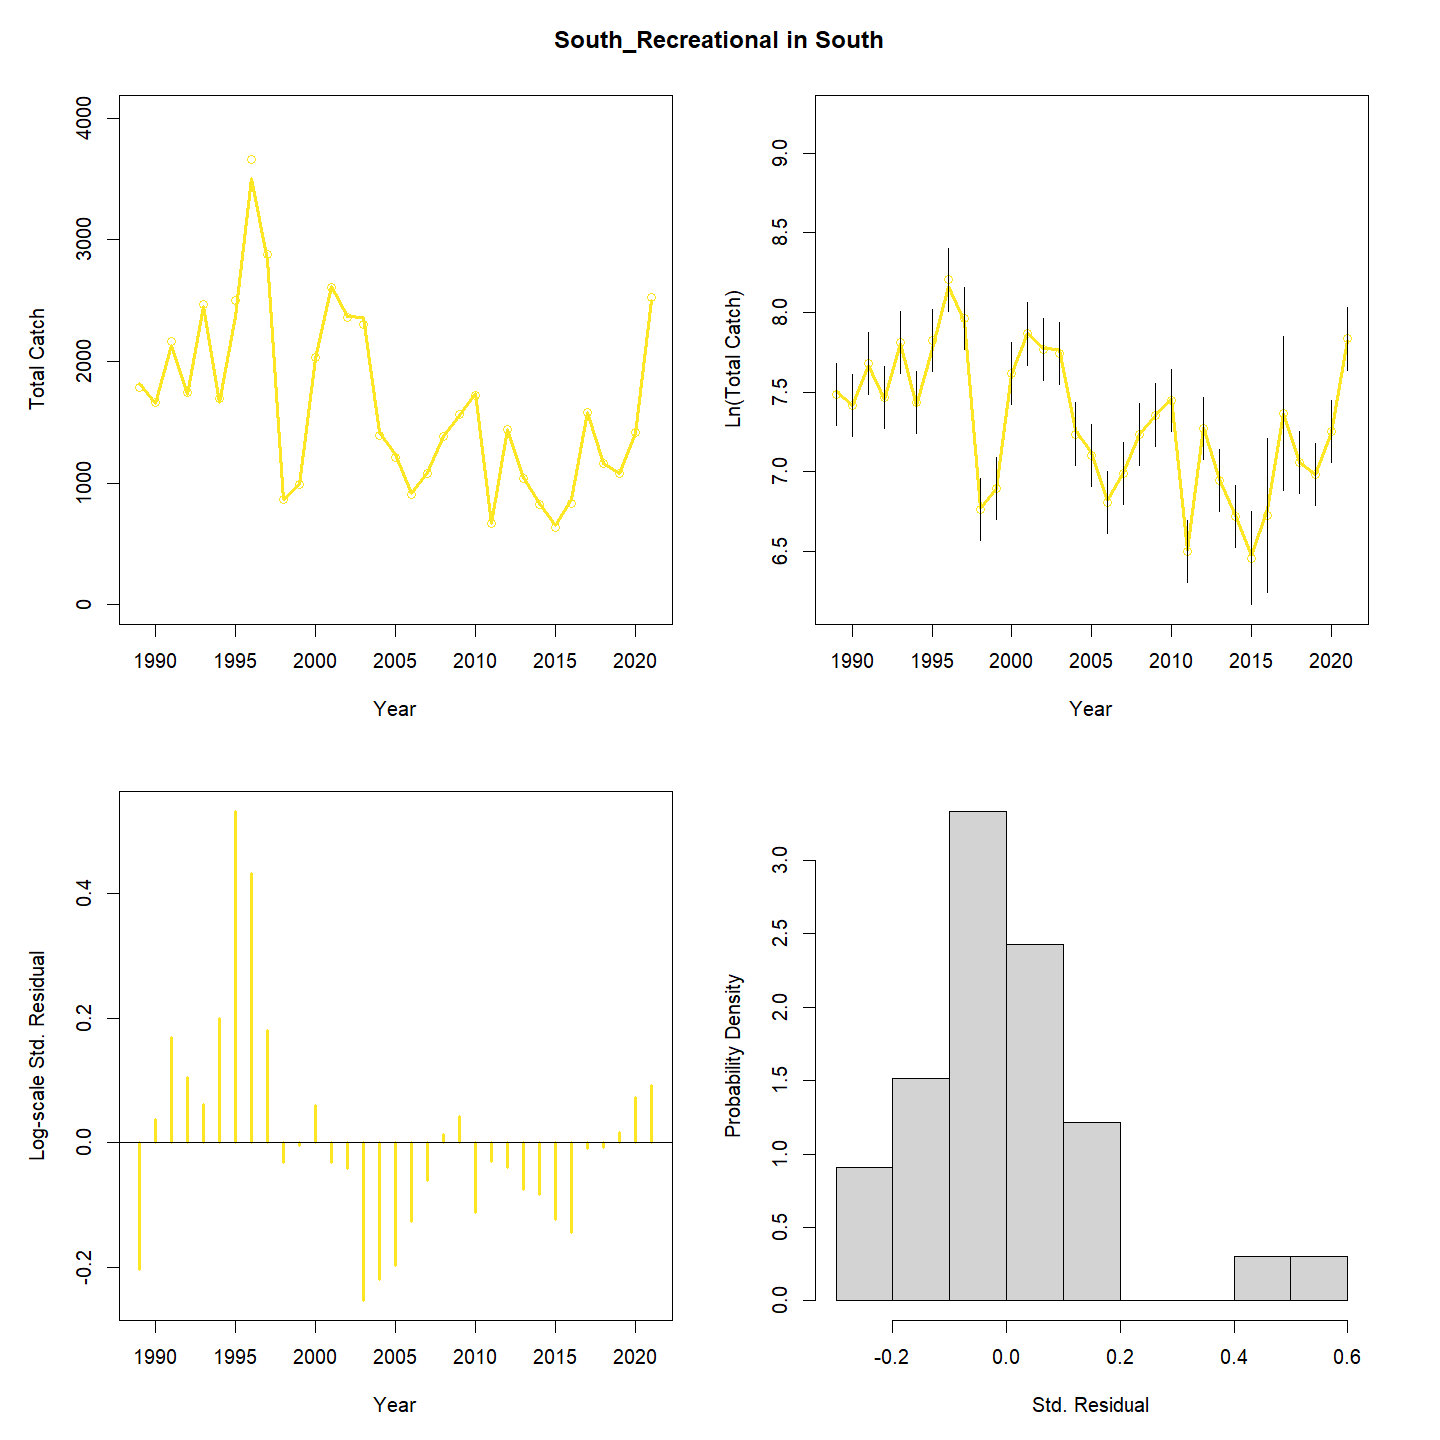 South_Recreational in South
Total Catch
0 1000 2000 3000 4000
1990 1995 2000 2005 2010 2015 2020
Year
Ln(Total Catch)
6.5 7.0 7.5 8.0 8.5 9.0
1990 1995 2000 2005 2010 2015 2020
Year
Log-scale Std. Residual
-0.2 0.0 0.2 0.4
1990 1995 2000 2005 2010 2015 2020
Year
Probability Density
0.0 0.5 1.0 1.5 2.0 2.5 3.0
-0.2 0.0 0.2 0.4 0.6
Std. Residual